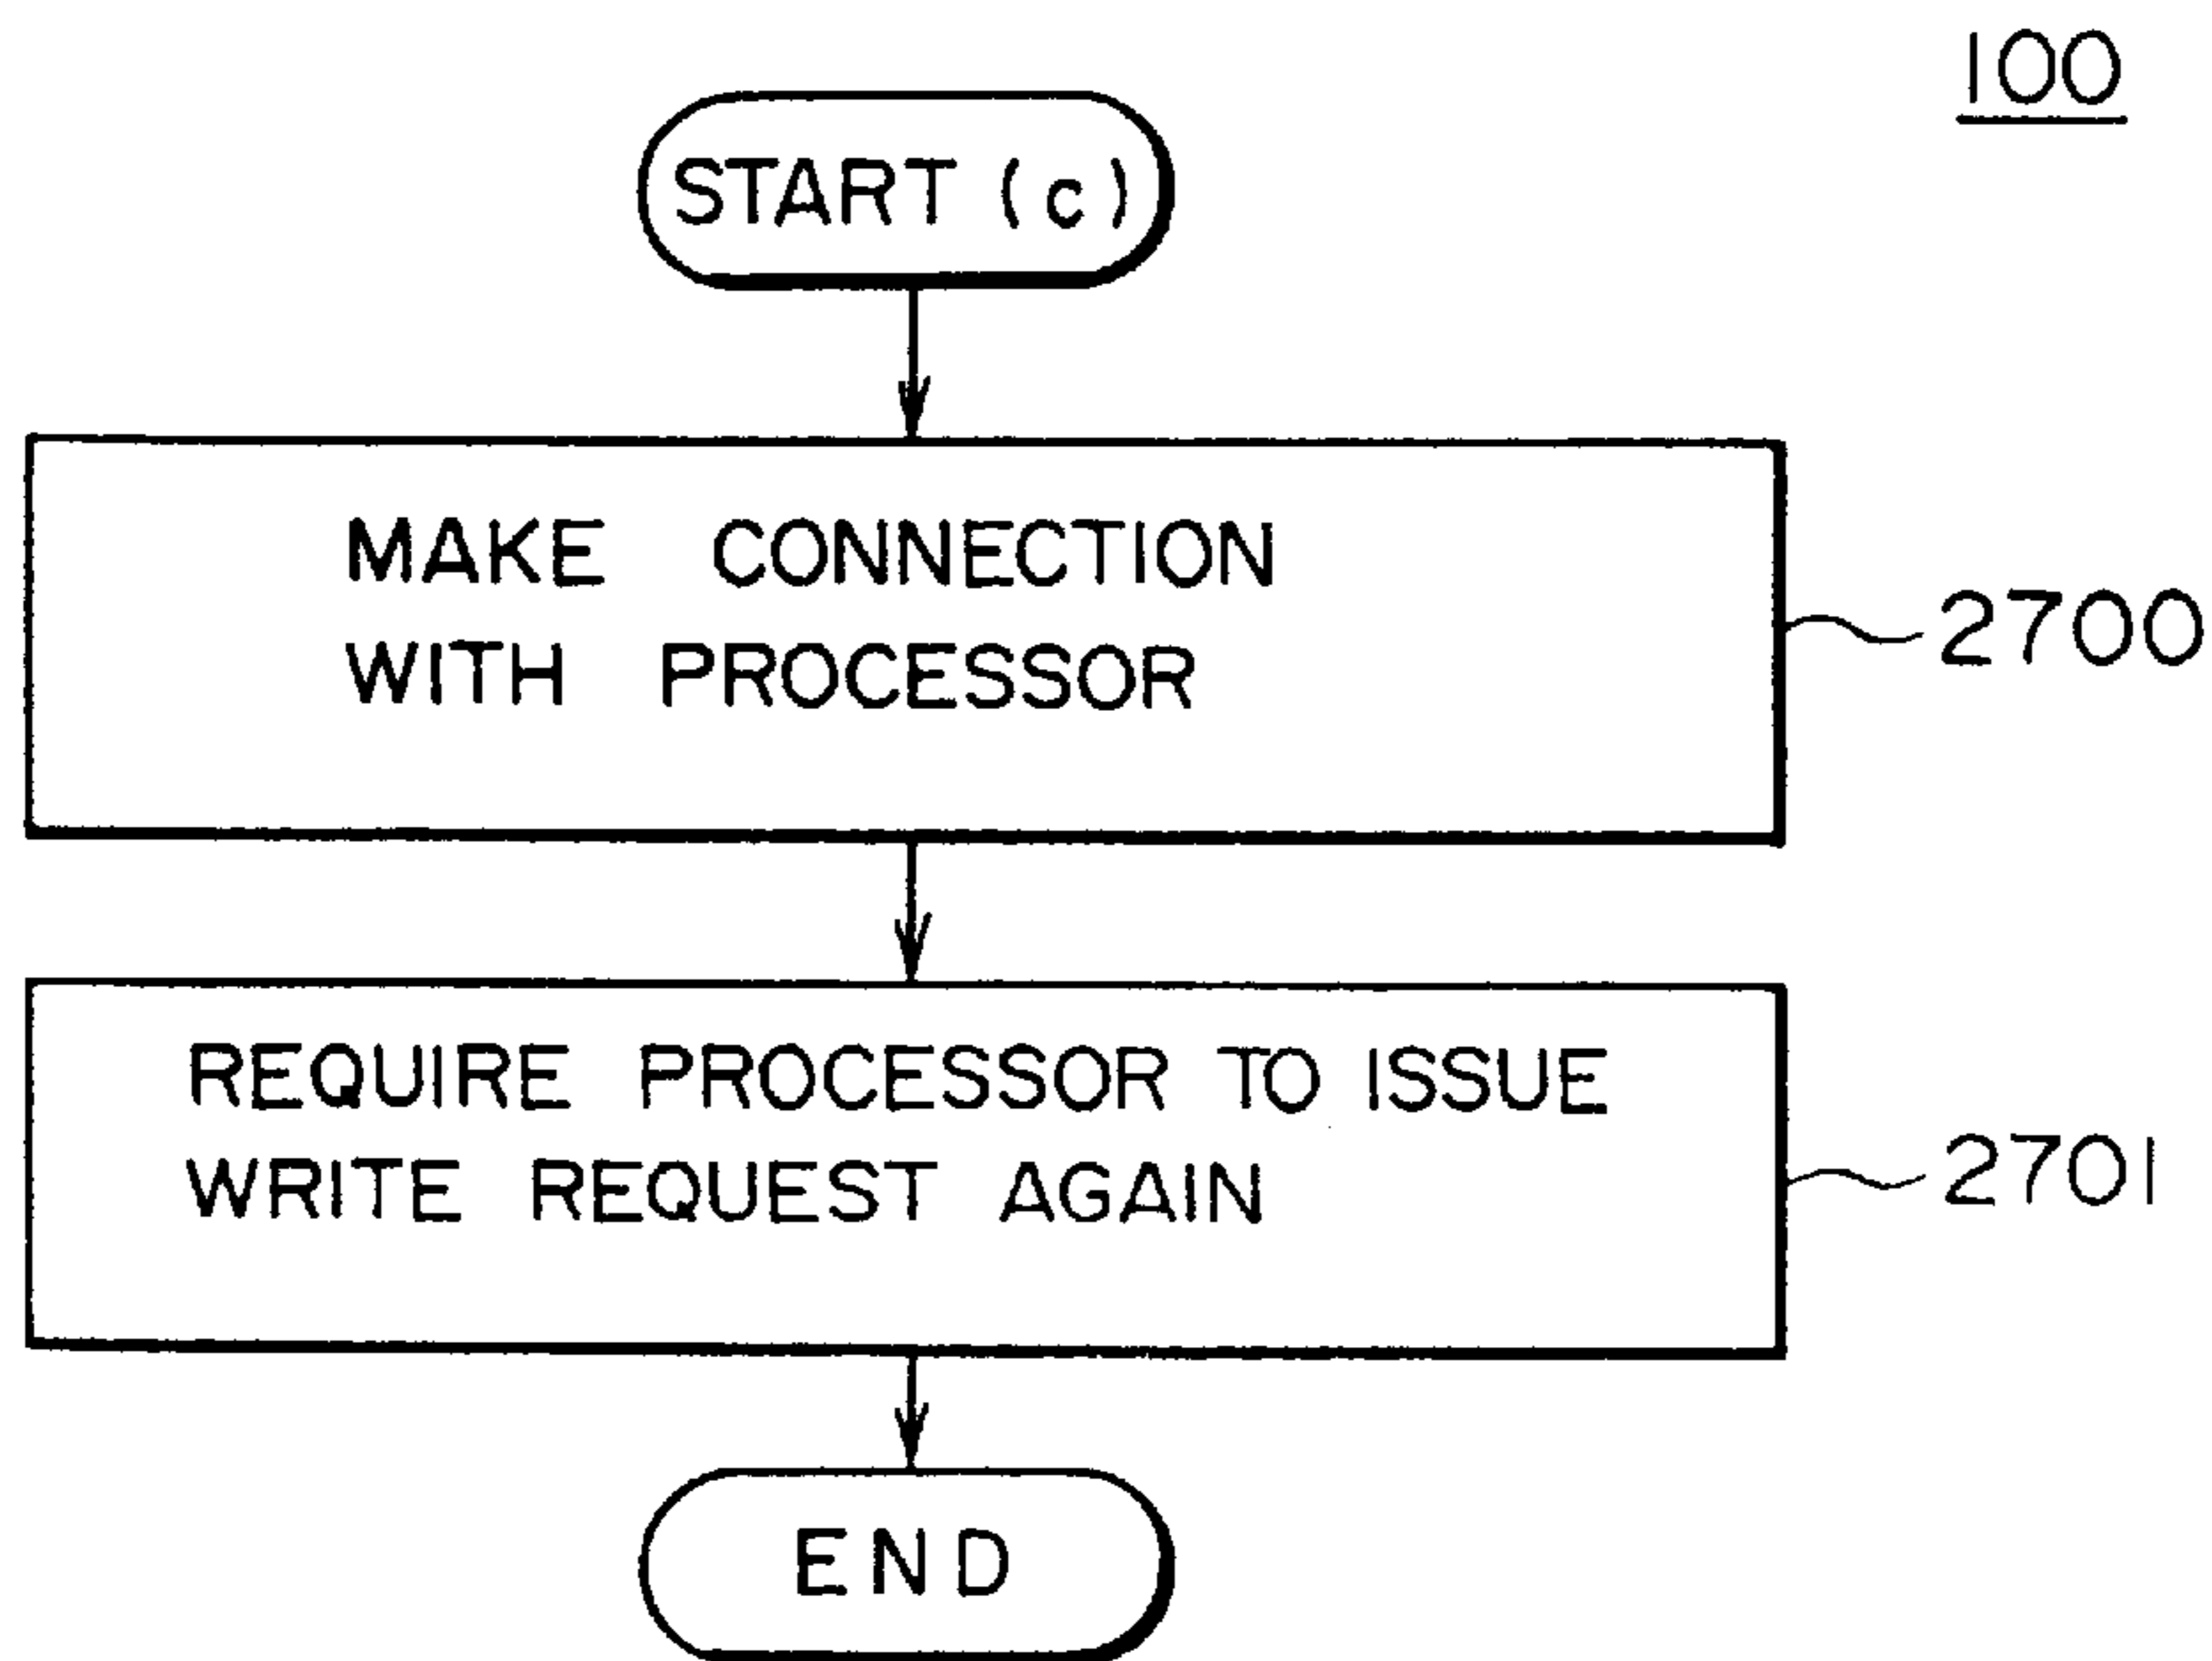 100
START (c)
MAKE CONNECTION
WITH PROCESSOR
2700
REQUIRE PROCESSOR TO ISSUE
WRITE REQUEST AGAIN
2701
END